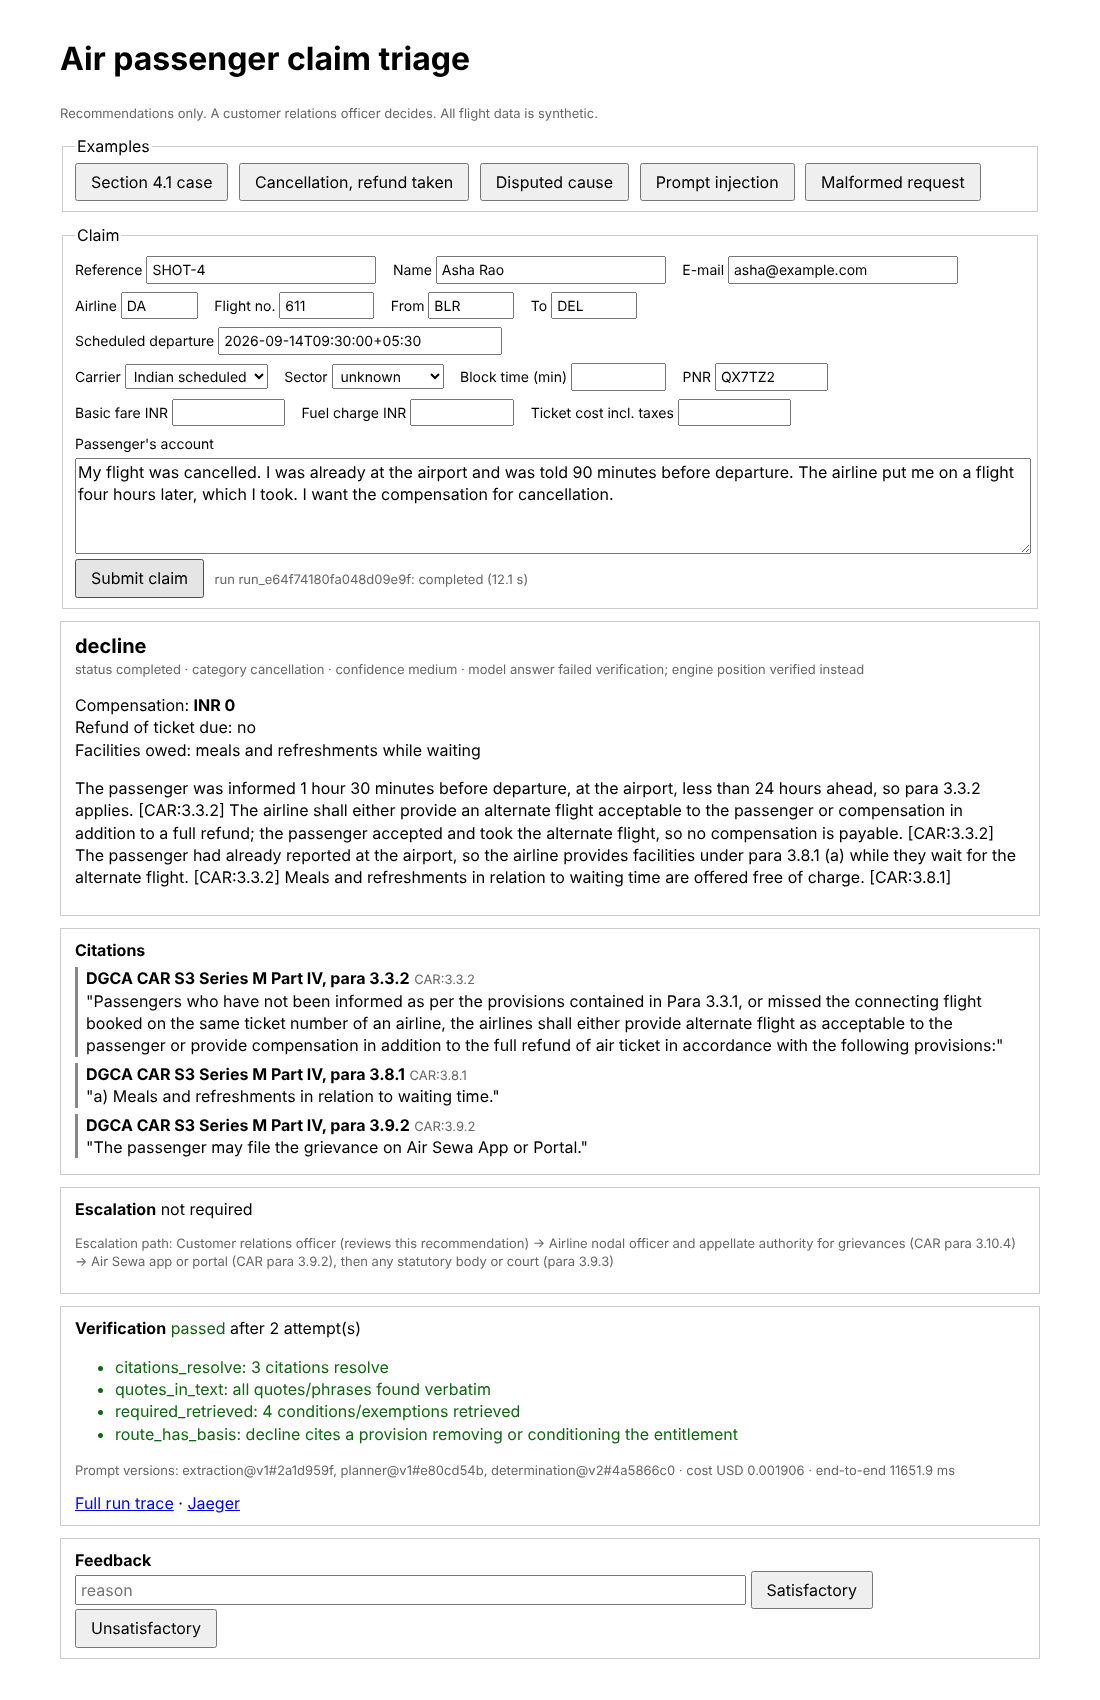 Air passenger claim triage
Recommendations only. A customer relations officer decides. All flight data is synthetic.
Examples
Section 4.1 case
Cancellation, refund taken
Disputed cause
Prompt injection
Malformed request
Claim
Reference SHOT-4 Name Asha Rao E-mail asha@example.com
Airline DA Flight no. 611 From BLR To DEL
Scheduled departure 2026-09-14T09:30:00+05:30
Carrier Indian scheduled Sector unknown Block time (min) PNR QX7TZ2
Basic fare INR Fuel charge INR Ticket cost incl. taxes
Passenger's account
My flight was cancelled. I was already at the airport and was told 90 minutes before departure. The airline put me on a flight
four hours later, which I took. I want the compensation for cancellation.
Submit claim run run_e64f74180fa048d09e9f: completed (12.1 s)
decline
status completed · category cancellation · confidence medium · model answer failed verification; engine position verified instead
Compensation: INR 0
Refund of ticket due: no
Facilities owed: meals and refreshments while waiting
The passenger was informed 1 hour 30 minutes before departure, at the airport, less than 24 hours ahead, so para 3.3.2
applies. [CAR:3.3.2] The airline shall either provide an alternate flight acceptable to the passenger or compensation in
addition to a full refund; the passenger accepted and took the alternate flight, so no compensation is payable. [CAR:3.3.2]
The passenger had already reported at the airport, so the airline provides facilities under para 3.8.1 (a) while they wait for the
alternate flight. [CAR:3.3.2] Meals and refreshments in relation to waiting time are offered free of charge. [CAR:3.8.1]
Citations
DGCA CAR S3 Series M Part IV, para 3.3.2 CAR:3.3.2
"Passengers who have not been informed as per the provisions contained in Para 3.3.1, or missed the connecting flight
booked on the same ticket number of an airline, the airlines shall either provide alternate flight as acceptable to the
passenger or provide compensation in addition to the full refund of air ticket in accordance with the following provisions:"
DGCA CAR S3 Series M Part IV, para 3.8.1 CAR:3.8.1
"a) Meals and refreshments in relation to waiting time."
DGCA CAR S3 Series M Part IV, para 3.9.2 CAR:3.9.2
"The passenger may file the grievance on Air Sewa App or Portal."
Escalation not required
Escalation path: Customer relations officer (reviews this recommendation) → Airline nodal officer and appellate authority for grievances (CAR para 3.10.4)
→ Air Sewa app or portal (CAR para 3.9.2), then any statutory body or court (para 3.9.3)
Verification passed after 2 attempt(s)
• citations_resolve: 3 citations resolve
• quotes_in_text: all quotes/phrases found verbatim
• required_retrieved: 4 conditions/exemptions retrieved
• route_has_basis: decline cites a provision removing or conditioning the entitlement
Prompt versions: extraction@v1#2a1d959f, planner@v1#e80cd54b, determination@v2#4a5866c0 · cost USD 0.001906 · end-to-end 11651.9 ms
Full run trace · Jaeger
Feedback
reason Satisfactory
Unsatisfactory